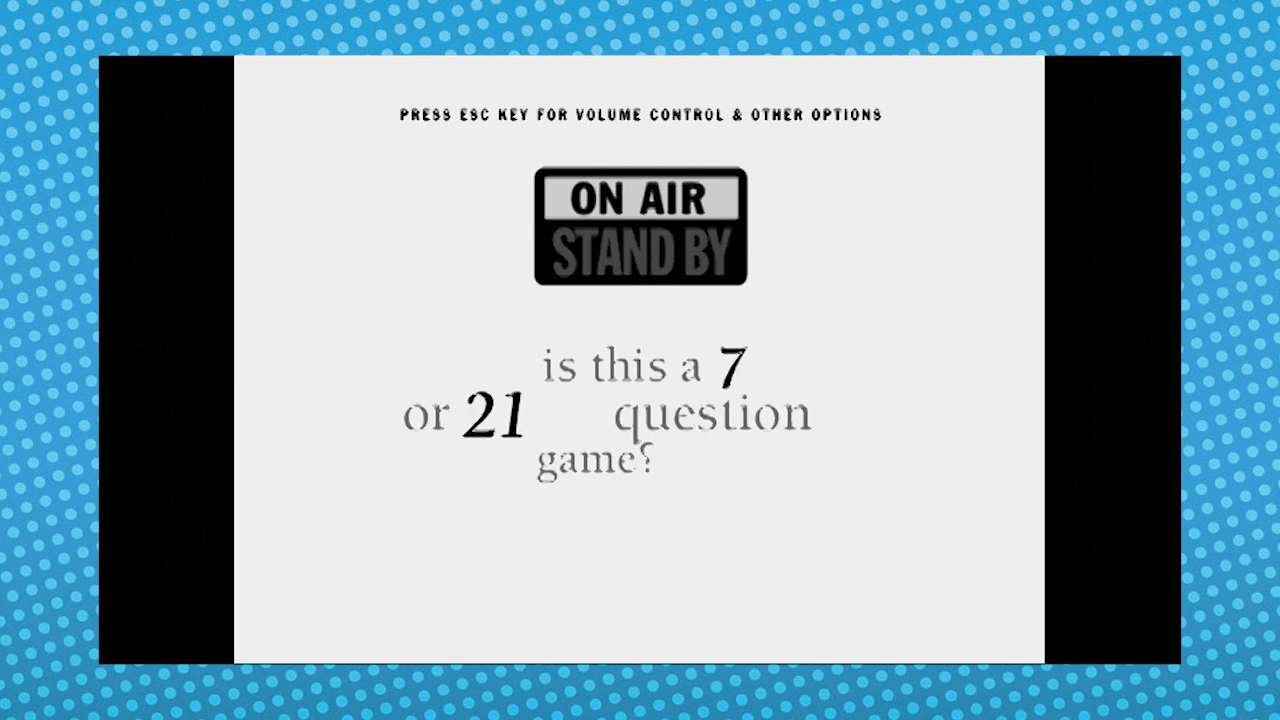 PRESS ESC KEY FOR VOLUME CONTROL & OTHER OPTIONS
ON AIR
STAND BY
is this a 7
or 21 question
game?